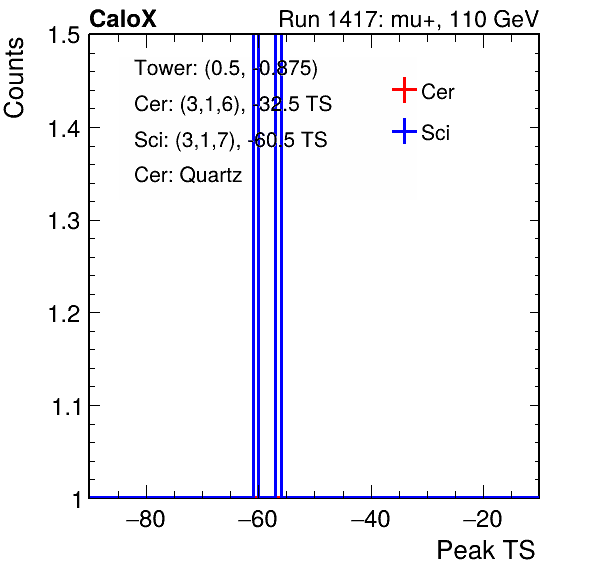 CaloX Run 1417: mu+, 110 GeV
Counts
1.5
1.4
1.3
1.2
1.1
1
Tower: (0.5, -0.875)
Cer: (3,1,6), -32.5 TS
Sci: (3,1,7), -60.5 TS
Cer: Quartz
Cer
Sci
−80 −60 −40 −20
Peak TS